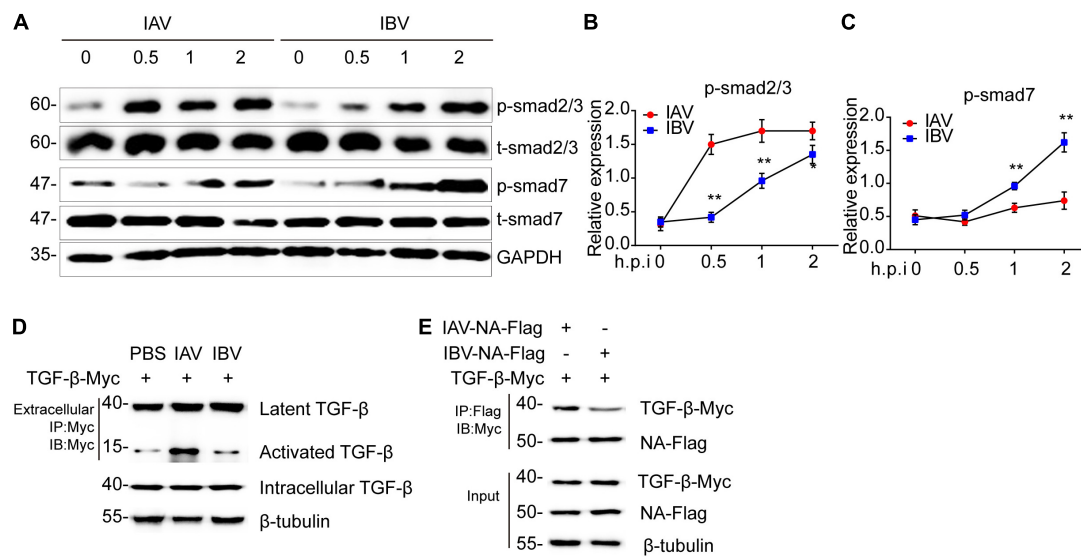 A
IAV IBV
0 0.5 1 2 0 0.5 1 2
60- p-smad2/3
60- t-smad2/3
47- p-smad7
47- t-smad7
35- GAPDH
B
p-smad2/3
Relative expression
2.0
1.5
1.0
0.5
0.0
IAV
IBV
**
**
*
h.p.i 0 0.5 1 2
C
p-smad7
Relative expression
2.0
1.5
1.0
0.5
0.0
IAV
IBV
**
**
h.p.i 0 0.5 1 2
D
PBS IAV IBV
TGF-β-Myc + + +
Extracellular
IP:Myc
IB:Myc
40- Latent TGF-β
15- Activated TGF-β
40- Intracellular TGF-β
55- β-tubulin
E
IAV-NA-Flag + -
IBV-NA-Flag - +
TGF-β-Myc + +
IP:Flag
IB:Myc
40- TGF-β-Myc
50- NA-Flag
Input
40- TGF-β-Myc
50- NA-Flag
55- β-tubulin